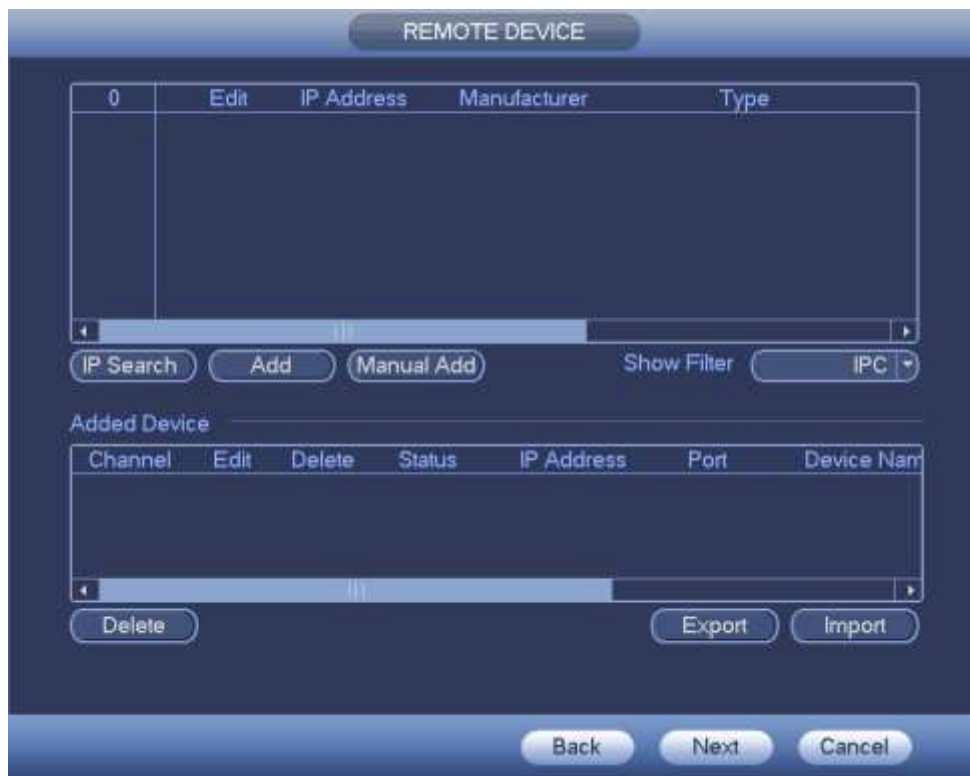 REMOTE DEVICE
0 Edit IP Address Manufacturer Type
IP Search Add Manual Add Show Filter IPC
Added Device
Channel Edit Delete Status IP Address Port Device Nam
Delete Export Import
Back Next Cancel